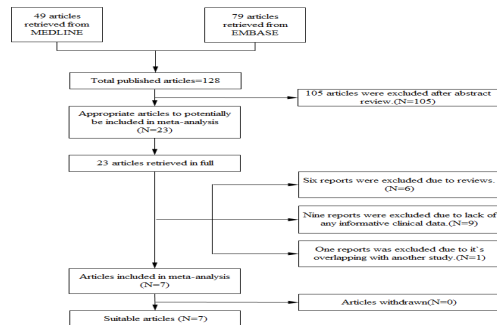 49 articles
retrieved from
MEDLINE
79 articles
retrieved from
EMBASE
Total published articles=128
105 articles were excluded after abstract
review.(N=105)
Appropriate articles to potentially
be included in meta-analysis
(N=23)
23 articles retrieved in full
Six reports were excluded due to reviews.
(N=6)
Nine reports were excluded due to lack of
any informative clinical data.(N=9)
One reports was excluded due to it's
overlapping with another study.(N=1)
Articles included in meta-analysis
(N=7)
Articles withdrawn(N=0)
Suitable articles (N=7)